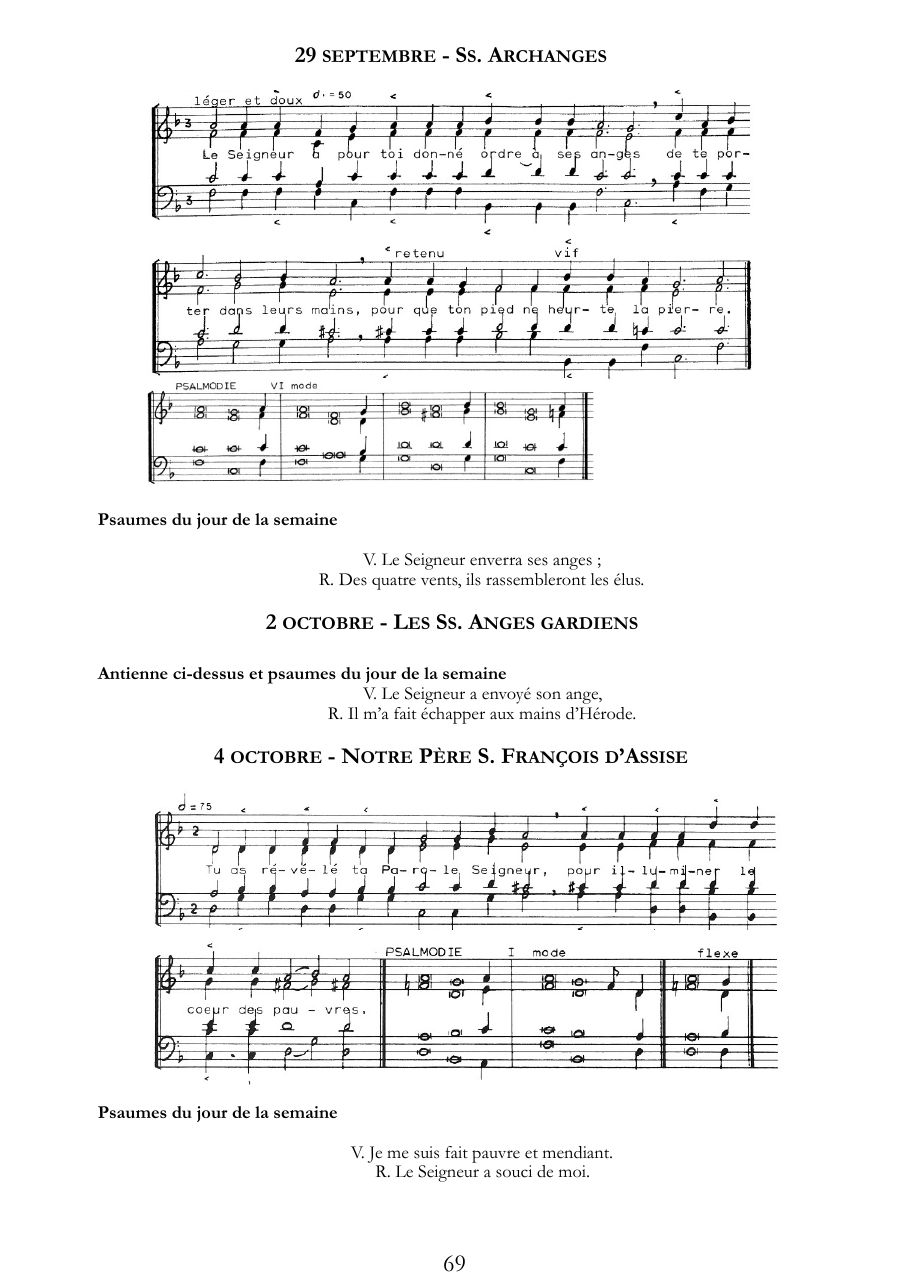 29 SEPTEMBRE - SS. ARCHANGES
léger et doux = 50
3
Le Seigneur a pour toi don-né ordre à ses an-ges de te por-
3
retenu vif
ter dans leurs mains, pour que ton pied ne heur- te la pier- re.
PSALMODIE VI mode
Psaumes du jour de la semaine
V. Le Seigneur enverra ses anges ;
R. Des quatre vents, ils rassembleront les élus.
2 OCTOBRE - LES SS. ANGES GARDIENS
Antienne ci-dessus et psaumes du jour de la semaine
V. Le Seigneur a envoyé son ange,
R. Il m’a fait échapper aux mains d’Hérode.
4 OCTOBRE - NOTRE PÈRE S. FRANÇOIS D’ASSISE
= 75
2
Tu as ré-vé-lé ta Pa-ro-le, Seigneur, pour il-lu-mi-ner le
2
PSALMODIE I mode flexe
coeur des pau - vres.
Psaumes du jour de la semaine
V. Je me suis fait pauvre et mendiant.
R. Le Seigneur a souci de moi.
69